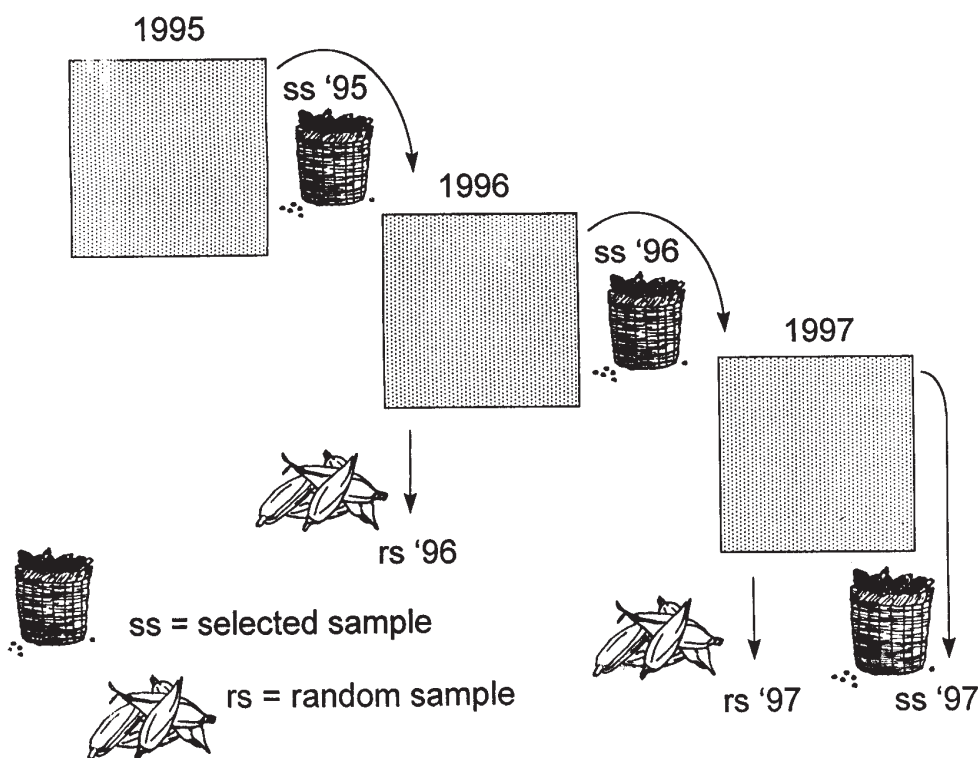 1995
ss ‘95
1996
ss ‘96
1997
rs ‘96
ss = selected sample
rs = random sample
rs ‘97
ss ‘97